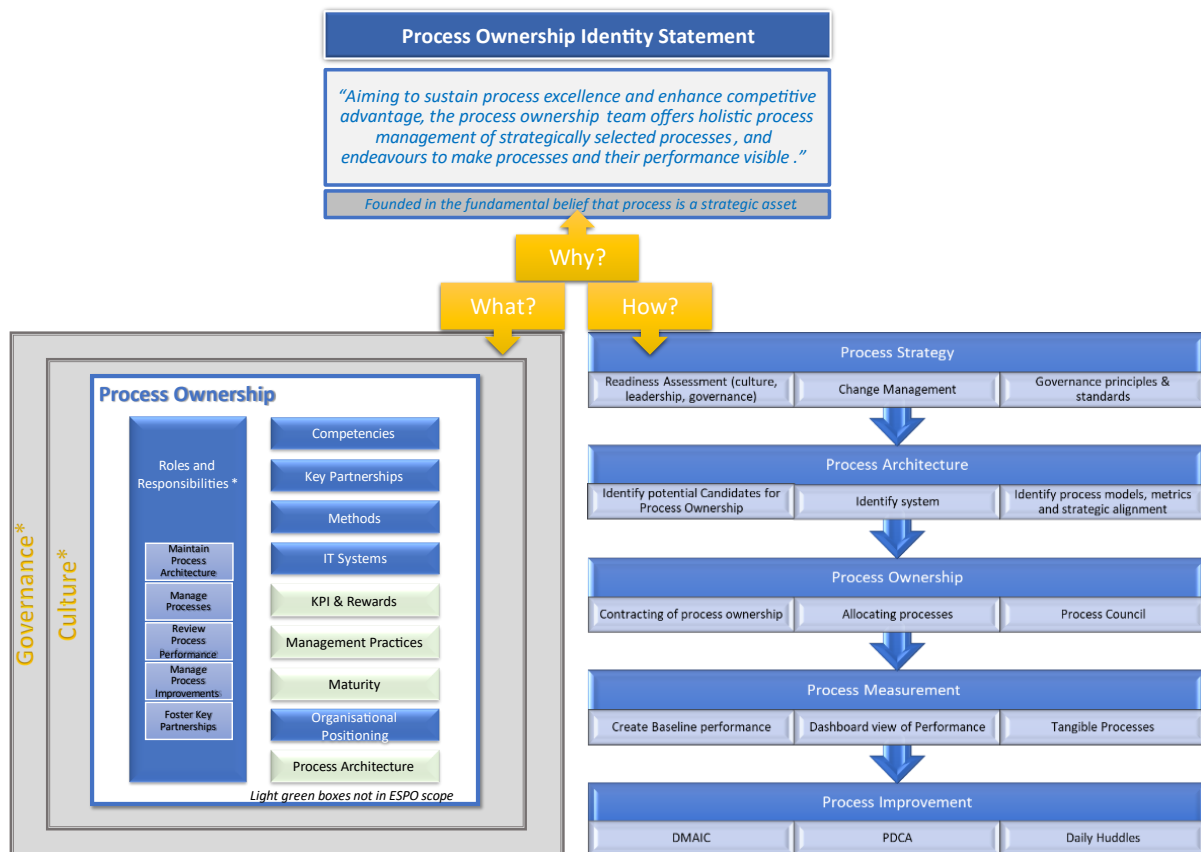 Process Ownership Identity Statement
“Aiming to sustain process excellence and enhance competitive
advantage, the process ownership team offers holistic process
management of strategically selected processes , and
endeavours to make processes and their performance visible .”
Founded in the fundamental belief that process is a strategic asset
Why?
What?
How?
Governance*
Culture*
Process Ownership
Roles and
Responsibilities *
Maintain
Process
Architecture
Manage
Processes
Review
Process
Performance
Manage
Process
Improvements
Foster Key
Partnerships
Competencies
Key Partnerships
Methods
IT Systems
KPI & Rewards
Management Practices
Maturity
Organisational
Positioning
Process Architecture
Light green boxes not in ESPO scope
Process Strategy
Readiness Assessment (culture,
leadership, governance)
Change Management
Governance principles &
standards
Process Architecture
Identify potential Candidates for
Process Ownership
Identify system
Identify process models, metrics
and strategic alignment
Process Ownership
Contracting of process ownership
Allocating processes
Process Council
Process Measurement
Create Baseline performance
Dashboard view of Performance
Tangible Processes
Process Improvement
DMAIC
PDCA
Daily Huddles